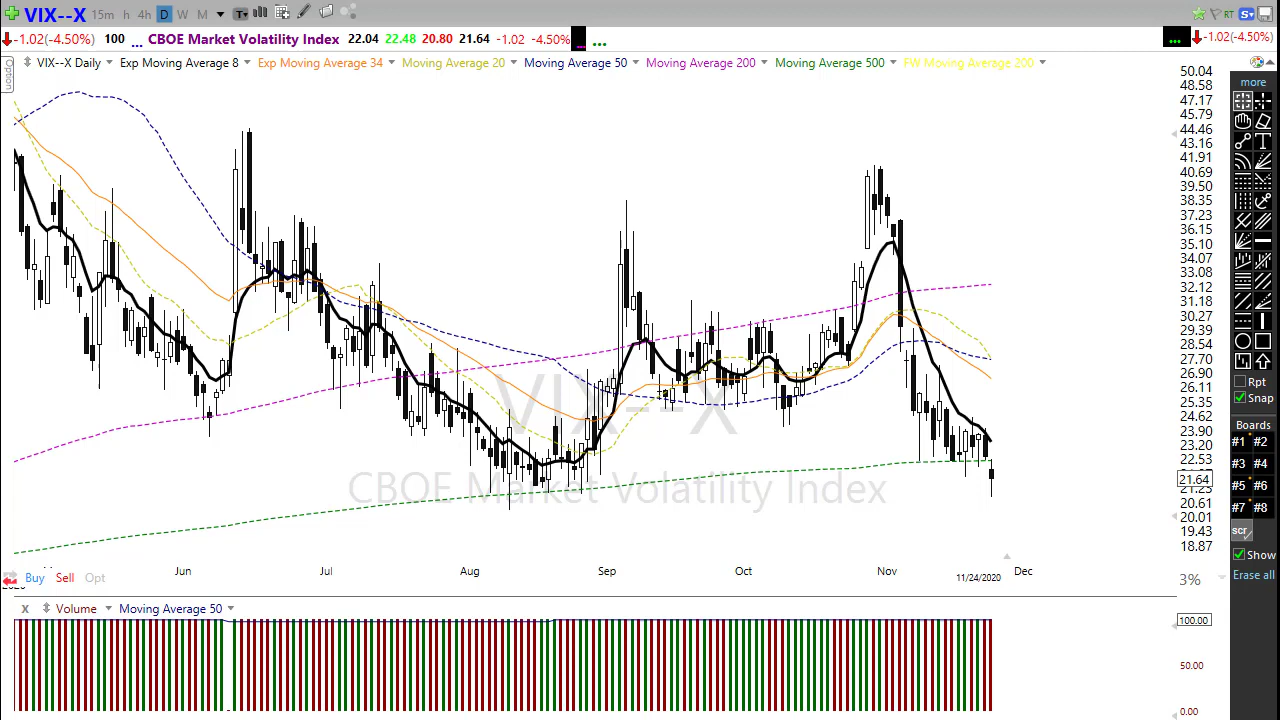 VIX--X 15m h 4h D W M T RT S
-1.02(-4.50%) 100 ... CBOE Market Volatility Index 22.04 22.48 20.80 21.64 -1.02 -4.50% ... ... -1.02(-4.50%)
Option
VIX--X Daily Exp Moving Average 8 Exp Moving Average 34 Moving Average 20 Moving Average 50 Moving Average 200 Moving Average 500 FW Moving Average 200
50.04
48.58
47.17
45.79
44.46
43.16
41.91
40.69
39.50
38.35
37.23
36.15
35.10
34.07
33.08
32.12
31.18
30.27
29.39
28.54
27.70
26.90
26.11
25.35
24.62
23.90
23.20
22.53
21.64
21.23
20.61
20.01
19.43
18.87
VIX--X
CBOE Market Volatility Index
more
T
Rpt
Snap
Boards
#1 #2
#3 #4
#5 #6
#7 #8
scr
Show
Erase all
Jun Jul Aug Sep Oct Nov 11/24/2020 Dec
Buy Sell Opt 3%
x Volume Moving Average 50
100.00
50.00
0.00